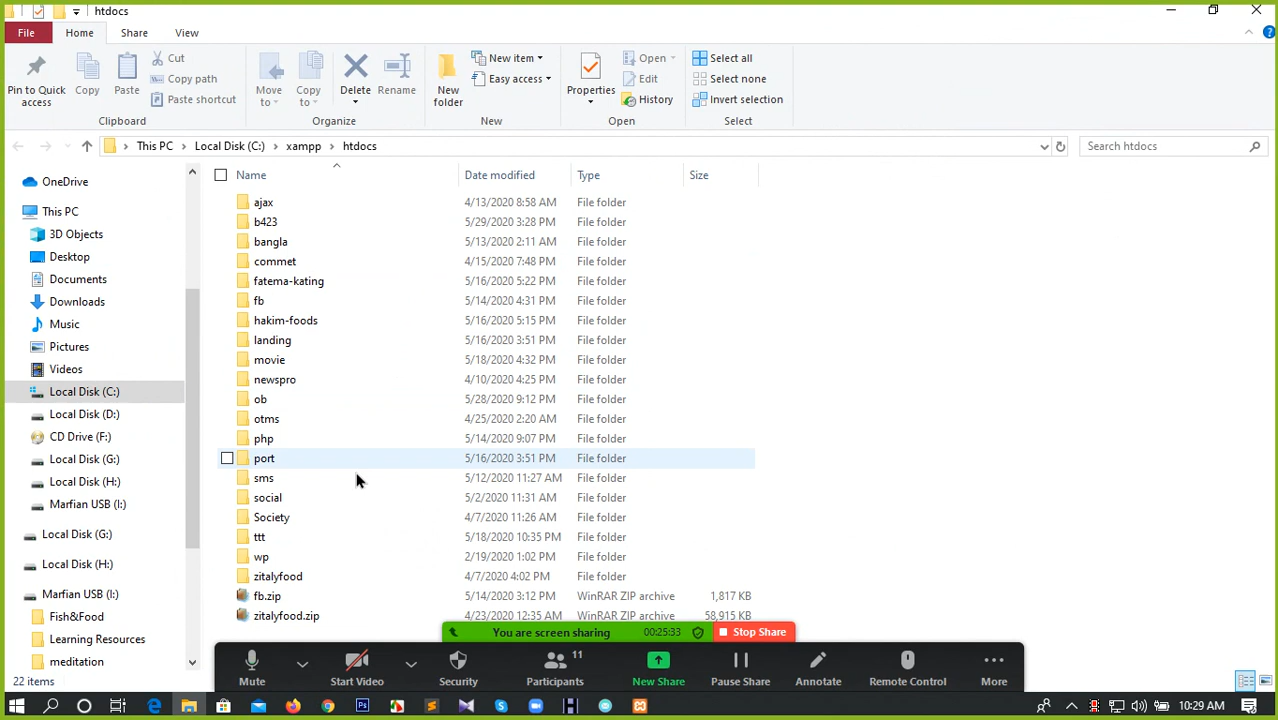 htdocs
File Home Share View
Pin to Quick access
Copy
Paste
Cut
Copy path
Paste shortcut
Clipboard
Move to
Copy to
Delete
Rename
Organize
New folder
New item
Easy access
New
Properties
Open
Edit
History
Open
Select all
Select none
Invert selection
Select
This PC > Local Disk (C:) > xampp > htdocs
Search htdocs
OneDrive
This PC
3D Objects
Desktop
Documents
Downloads
Music
Pictures
Videos
Local Disk (C:)
Local Disk (D:)
CD Drive (F:)
Local Disk (G:)
Local Disk (H:)
Marfian USB (I:)
Local Disk (G:)
Local Disk (H:)
Marfian USB (I:)
Fish&Food
Learning Resources
meditation
Name Date modified Type Size
ajax 4/13/2020 8:58 AM File folder
b423 5/29/2020 3:28 PM File folder
bangla 5/13/2020 2:11 AM File folder
commet 4/15/2020 7:48 PM File folder
fatema-kating 5/16/2020 5:22 PM File folder
fb 5/14/2020 4:31 PM File folder
hakim-foods 5/16/2020 5:15 PM File folder
landing 5/16/2020 3:51 PM File folder
movie 5/18/2020 4:32 PM File folder
newspro 4/10/2020 4:25 PM File folder
ob 5/28/2020 9:12 PM File folder
otms 4/25/2020 2:20 AM File folder
php 5/14/2020 9:07 PM File folder
port 5/16/2020 3:51 PM File folder
sms 5/12/2020 11:27 AM File folder
social 5/2/2020 11:31 AM File folder
Society 4/7/2020 11:26 AM File folder
ttt 5/18/2020 10:35 PM File folder
wp 2/19/2020 1:02 PM File folder
zitalyfood 4/7/2020 4:02 PM File folder
fb.zip 5/14/2020 3:12 PM WinRAR ZIP archive 1,817 KB
zitalyfood.zip 4/23/2020 12:35 AM WinRAR ZIP archive 58,915 KB
You are screen sharing 00:25:33 Stop Share
Mute
Start Video
Security
Participants 11
New Share
Pause Share
Annotate
Remote Control
More
22 items
Ps
10:29 AM